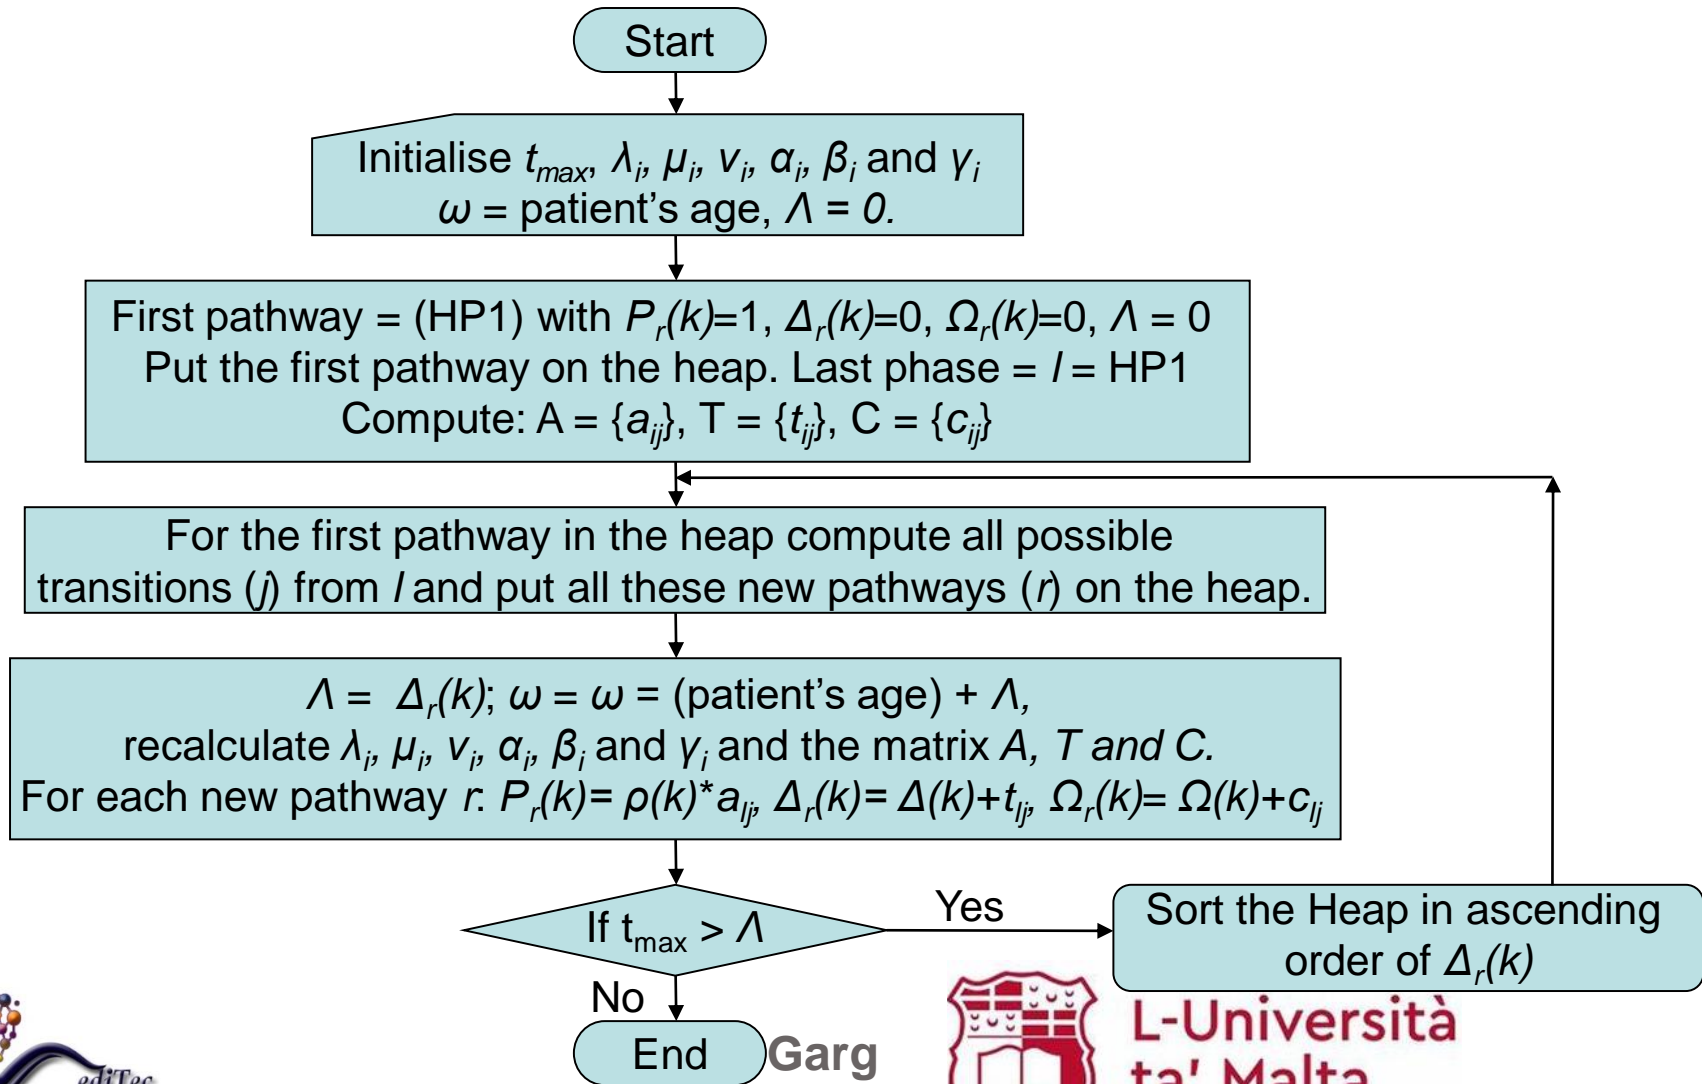 Start
Initialise t_max, λ_i, μ_i, ν_i, α_i, β_i and γ_i
ω = patient's age, Λ = 0.
First pathway = (HP1) with P_r(k)=1, Δ_r(k)=0, Ω_r(k)=0, Λ = 0
Put the first pathway on the heap. Last phase = l = HP1
Compute: A = {a_ij}, T = {t_ij}, C = {c_ij}
For the first pathway in the heap compute all possible
transitions (j) from l and put all these new pathways (r) on the heap.
Λ = Δ_r(k); ω = ω = (patient's age) + Λ,
recalculate λ_i, μ_i, ν_i, α_i, β_i and γ_i and the matrix A, T and C.
For each new pathway r: P_r(k)= ρ(k)*a_lj, Δ_r(k)= Δ(k)+t_lj, Ω_r(k)= Ω(k)+c_lj
If t_max > Λ
Yes
Sort the Heap in ascending
order of Δ_r(k)
No
End
Garg
L-Università
ta' Malta
ediTec